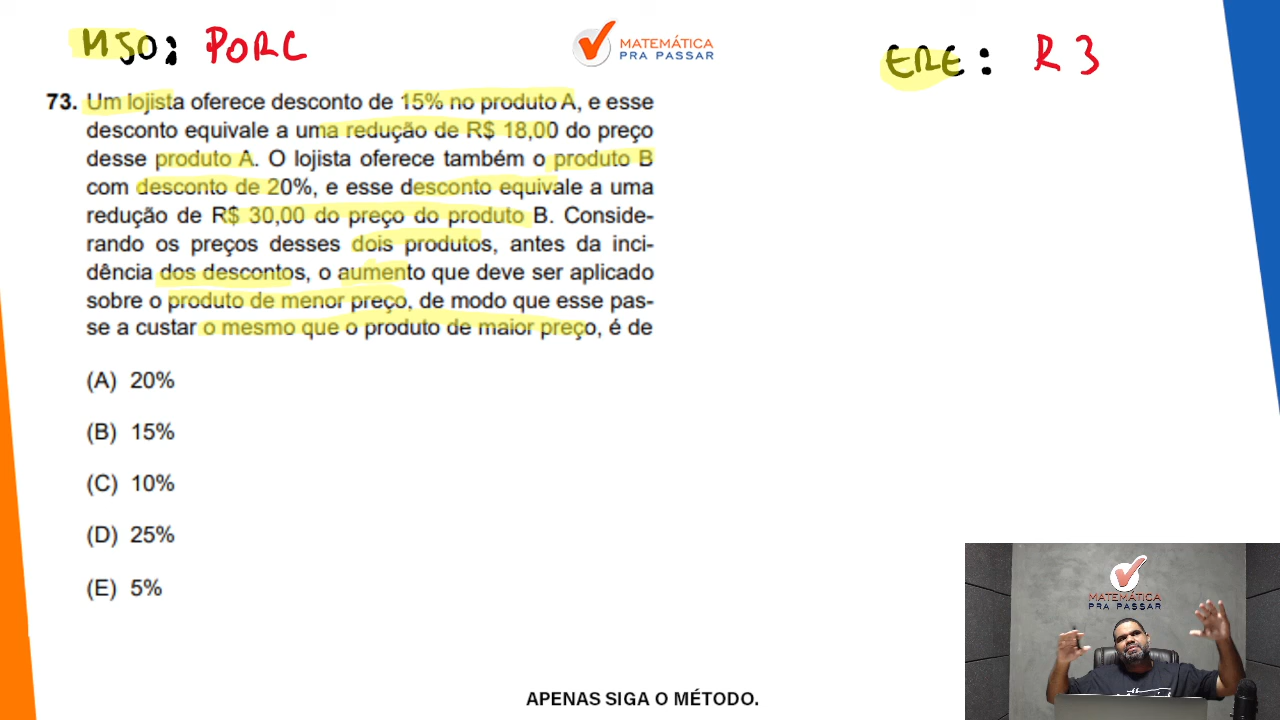 MSO: PORC
MATEMÁTICA
PRA PASSAR
ERE: R3
73. Um lojista oferece desconto de 15% no produto A, e esse
desconto equivale a uma redução de R$ 18,00 do preço
desse produto A. O lojista oferece também o produto B
com desconto de 20%, e esse desconto equivale a uma
redução de R$ 30,00 do preço do produto B. Conside-
rando os preços desses dois produtos, antes da inci-
dência dos descontos, o aumento que deve ser aplicado
sobre o produto de menor preço, de modo que esse pas-
se a custar o mesmo que o produto de maior preço, é de
(A) 20%
(B) 15%
(C) 10%
(D) 25%
(E) 5%
MATEMÁTICA
PRA PASSAR
APENAS SIGA O MÉTODO.